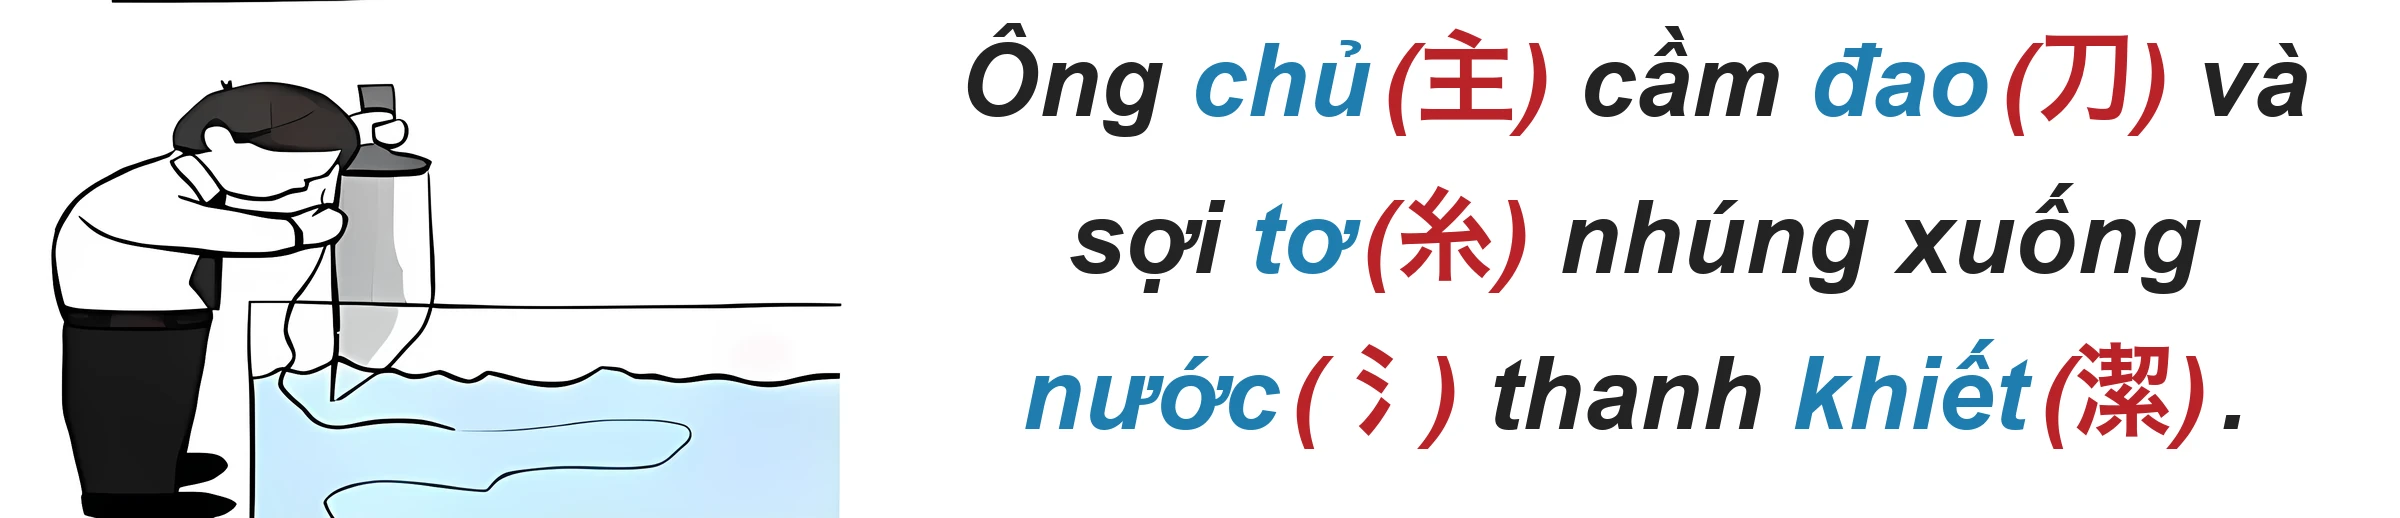 Ông chủ(主) cầm đao(刀) và
sợi tơ(糸) nhúng xuống
nước(氵) thanh khiết(潔).